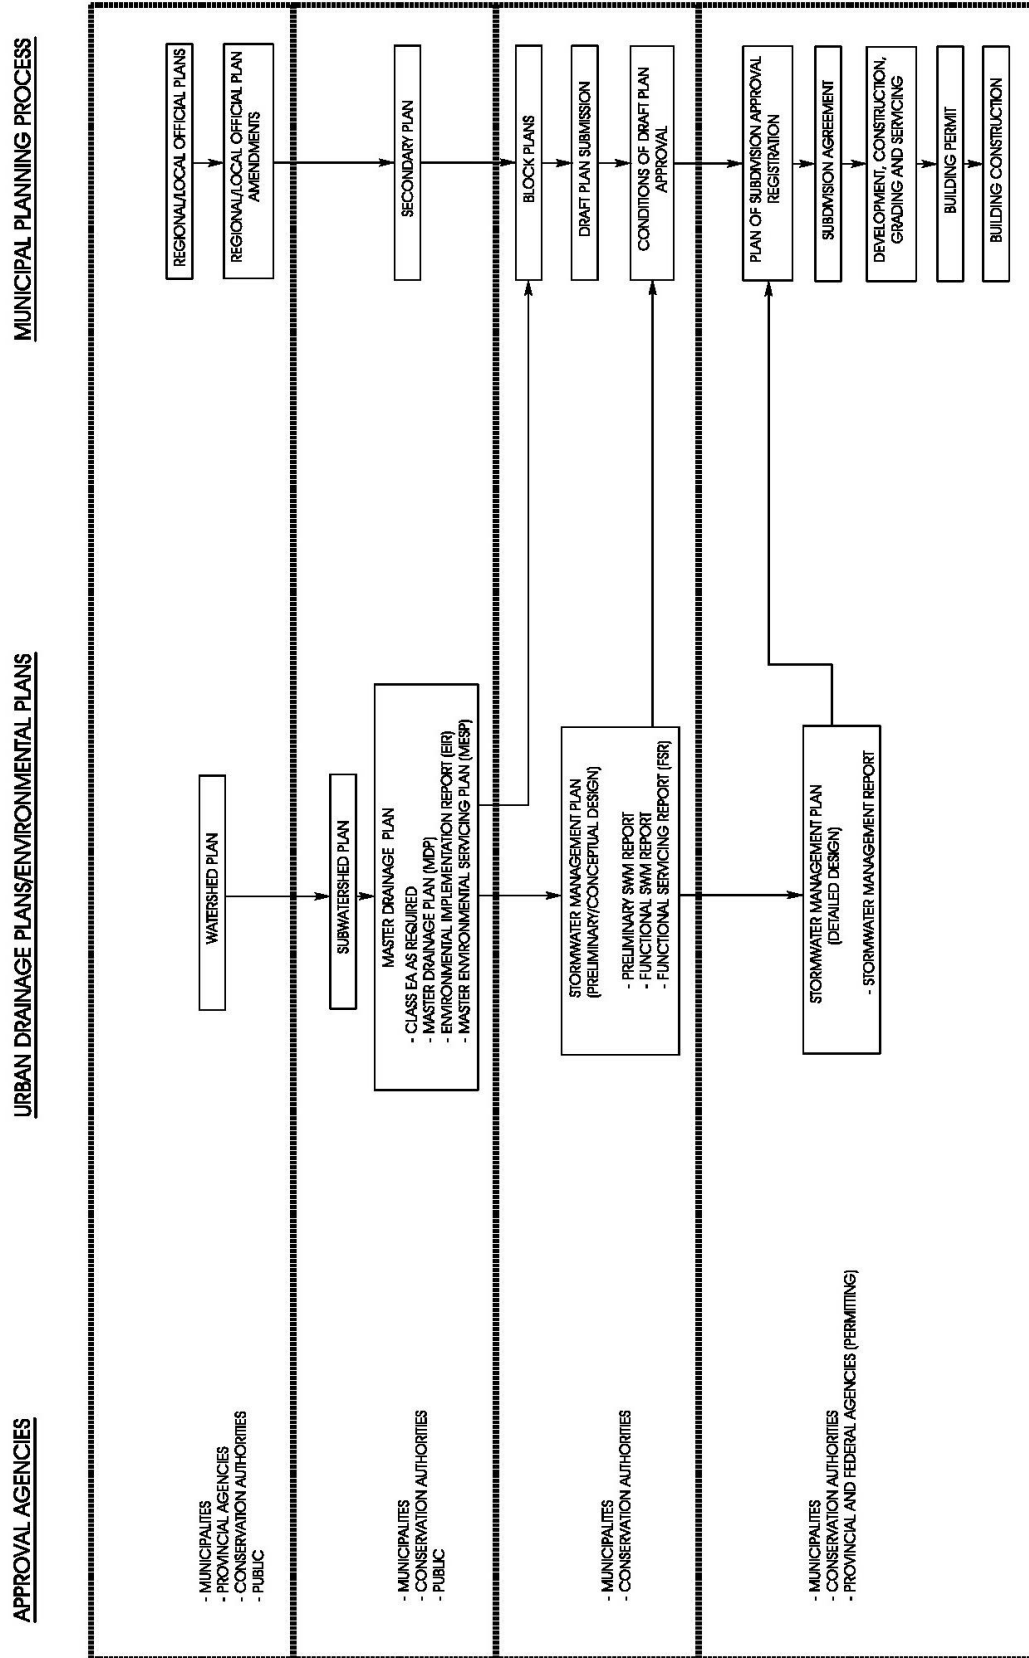 APPROVAL AGENCIES
URBAN DRAINAGE PLANS/ENVIRONMENTAL PLANS
MUNICIPAL PLANNING PROCESS
- MUNICIPALITES
- PROVINCIAL AGENCIES
- CONSERVATION AUTHORITIES
- PUBLIC
WATERSHED PLAN
REGIONAL/LOCAL OFFICIAL PLANS
REGIONAL/LOCAL OFFICIAL PLAN
AMENDMENTS
- MUNICIPALITES
- CONSERVATION AUTHORITIES
- PUBLIC
SUBWATERSHED PLAN
MASTER DRAINAGE PLAN
- CLASS EA AS REQUIRED
- MASTER DRAINAGE PLAN (MDP)
- ENVIRONMENTAL IMPLEMENTATION REPORT (EIR)
- MASTER ENVIRONMENTAL SERVICING PLAN (MESP)
SECONDARY PLAN
- MUNICIPALITES
- CONSERVATION AUTHORITIES
STORMWATER MANAGEMENT PLAN
(PRELIMINARY/CONCEPTUAL DESIGN)
- PRELIMINARY SWM REPORT
- FUNCTIONAL SWM REPORT
- FUNCTIONAL SERVICING REPORT (FSR)
BLOCK PLANS
DRAFT PLAN SUBMISSION
CONDITIONS OF DRAFT PLAN
APPROVAL
- MUNICIPALITES
- CONSERVATION AUTHORITIES
- PROVINCIAL AND FEDERAL AGENCIES (PERMITTING)
STORMWATER MANAGEMENT PLAN
(DETAILED DESIGN)
- STORMWATER MANAGEMENT REPORT
PLAN OF SUBDIVISION APPROVAL
REGISTRATION
SUBDIVISION AGREEMENT
DEVELOPMENT, CONSTRUCTION,
GRADING AND SERVICING
BUILDING PERMIT
BUILDING CONSTRUCTION